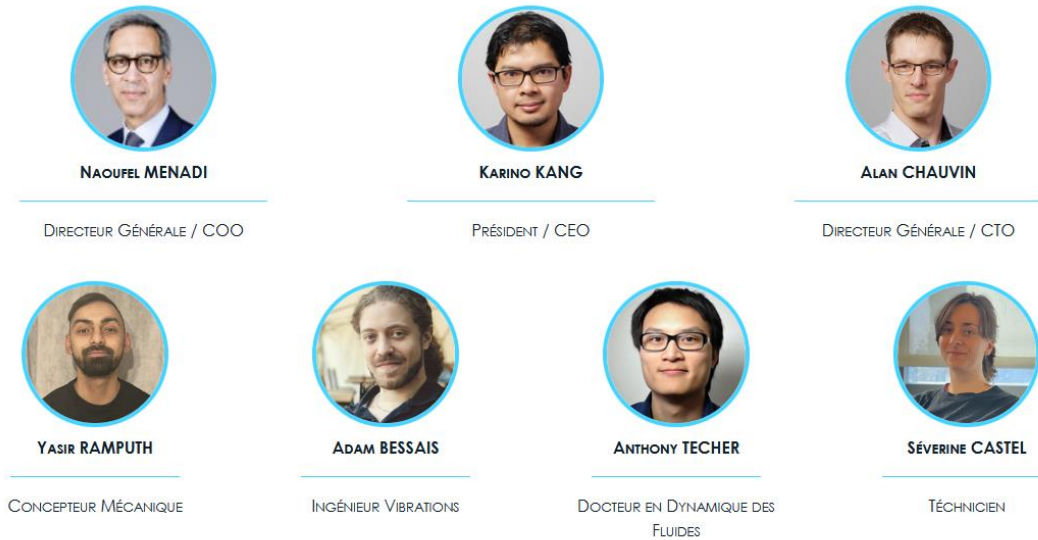 Naoufel MENADI
Karino KANG
Alan CHAUVIN
Directeur Générale / COO
Président / CEO
Directeur Générale / CTO
Yasir RAMPUTH
Adam BESSAIS
Anthony TECHER
Séverine CASTEL
Concepteur Mécanique
Ingénieur Vibrations
Docteur en Dynamique des
Fluides
Téchnicien